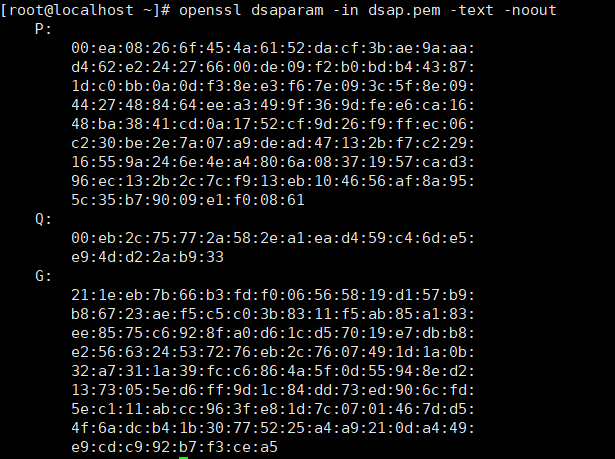 [root@localhost ~]# openssl dsaparam -in dsap.pem -text -noout
P:
00:ea:08:26:6f:45:4a:61:52:da:cf:3b:ae:9a:aa:
d4:62:e2:24:27:66:00:de:09:f2:b0:bd:b4:43:87:
1d:c0:bb:0a:0d:f3:8e:e3:f6:7e:09:3c:5f:8e:09:
44:27:48:84:64:ee:a3:49:9f:36:9d:fe:e6:ca:16:
48:ba:38:41:cd:0a:17:52:cf:9d:26:f9:ff:ec:06:
c2:30:be:2e:7a:07:a9:de:ad:47:13:2b:f7:c2:29:
16:55:9a:24:6e:4e:a4:80:6a:08:37:19:57:ca:d3:
96:ec:13:2b:2c:7c:f9:13:eb:10:46:56:af:8a:95:
5c:35:b7:90:09:e1:f0:08:61
Q:
00:eb:2c:75:77:2a:58:2e:a1:ea:d4:59:c4:6d:e5:
e9:4d:d2:2a:b9:33
G:
21:1e:eb:7b:66:b3:fd:f0:06:56:58:19:d1:57:b9:
b8:67:23:ae:f5:c5:c0:3b:83:11:f5:ab:85:a1:83:
ee:85:75:c6:92:8f:a0:d6:1c:d5:70:19:e7:db:b8:
e2:56:63:24:53:72:76:eb:2c:76:07:49:1d:1a:0b:
32:a7:31:1a:39:fc:c6:86:4a:5f:0d:55:94:8e:d2:
13:73:05:5e:d6:ff:9d:1c:84:dd:73:ed:90:6c:fd:
5e:c1:11:ab:cc:96:3f:e8:1d:7c:07:01:46:7d:d5:
4f:6a:dc:b4:1b:30:77:52:25:a4:a9:21:0d:a4:49:
e9:cd:c9:92:b7:f3:ce:a5